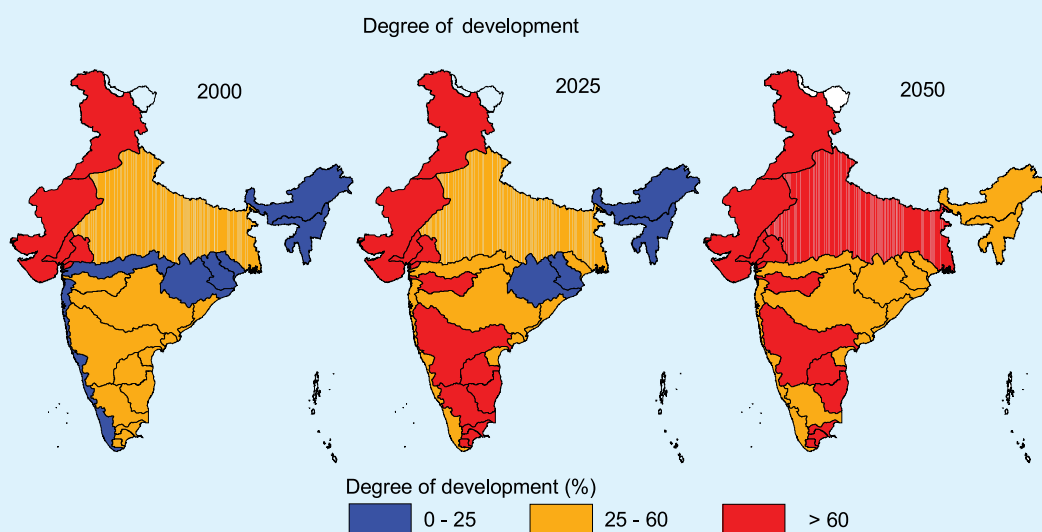 Degree of development
2000
2025
2050
Degree of development (%)
0 - 25
25 - 60
> 60